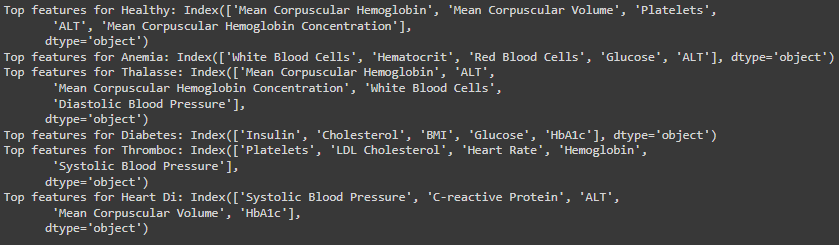 Top features for Healthy: Index(['Mean Corpuscular Hemoglobin', 'Mean Corpuscular Volume', 'Platelets',
       'ALT', 'Mean Corpuscular Hemoglobin Concentration'],
      dtype='object')
Top features for Anemia: Index(['White Blood Cells', 'Hematocrit', 'Red Blood Cells', 'Glucose', 'ALT'], dtype='object')
Top features for Thalasse: Index(['Mean Corpuscular Hemoglobin', 'ALT',
       'Mean Corpuscular Hemoglobin Concentration', 'White Blood Cells',
       'Diastolic Blood Pressure'],
      dtype='object')
Top features for Diabetes: Index(['Insulin', 'Cholesterol', 'BMI', 'Glucose', 'HbA1c'], dtype='object')
Top features for Thromboc: Index(['Platelets', 'LDL Cholesterol', 'Heart Rate', 'Hemoglobin',
       'Systolic Blood Pressure'],
      dtype='object')
Top features for Heart Di: Index(['Systolic Blood Pressure', 'C-reactive Protein', 'ALT',
       'Mean Corpuscular Volume', 'HbA1c'],
      dtype='object')